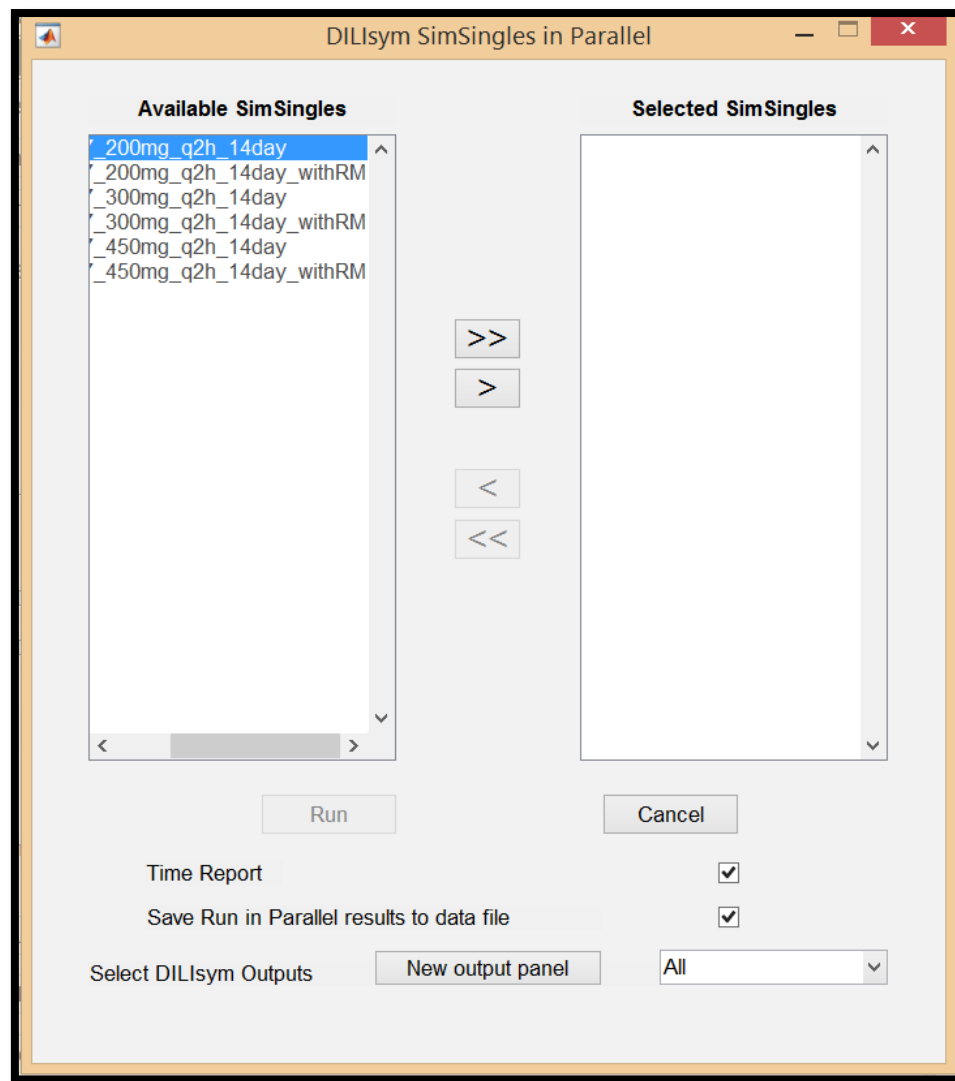 DILIsym SimSingles in Parallel
Available SimSingles
Selected SimSingles
_200mg_q2h_14day
_200mg_q2h_14day_withRM
_300mg_q2h_14day
_300mg_q2h_14day_withRM
_450mg_q2h_14day
_450mg_q2h_14day_withRM
>>
>
<
<<
Run
Cancel
Time Report
Save Run in Parallel results to data file
Select DILIsym Outputs
New output panel
All